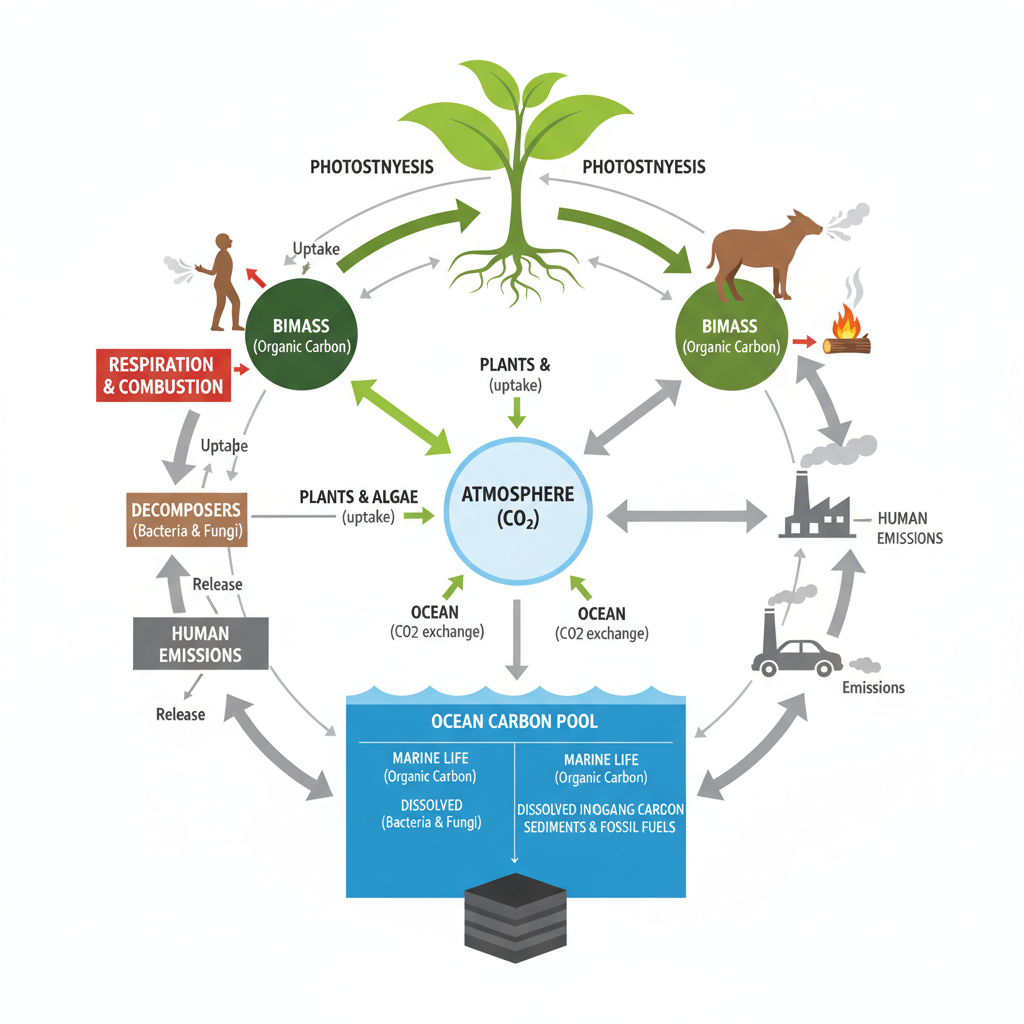 PHOTOSTNYESIS
PHOTOSTNYESIS
Uptake
BIMASS
(Organic Carbon)
BIMASS
(Organic Carbon)
RESPIRATION
& COMBUSTION
PLANTS &
(uptake)
Uptaþe
DECOMPOSERS
(Bacteria & Fungi)
PLANTS & ALGAE
(uptake)
ATMOSPHERE
(CO₂)
HUMAN
EMISSIONS
Release
OCEAN
(CO2 exchange)
OCEAN
(CO2 exchange)
HUMAN
EMISSIONS
Release
Emissions
OCEAN CARBON POOL
MARINE LIFE
(Organic Carbon)
DISSOLVED
(Bacteria & Fungi)
MARINE LIFE
(Organic Carbon)
DISSOLVED INOGANG CARCON
SEDIMENTS & FOSSIL FUELS